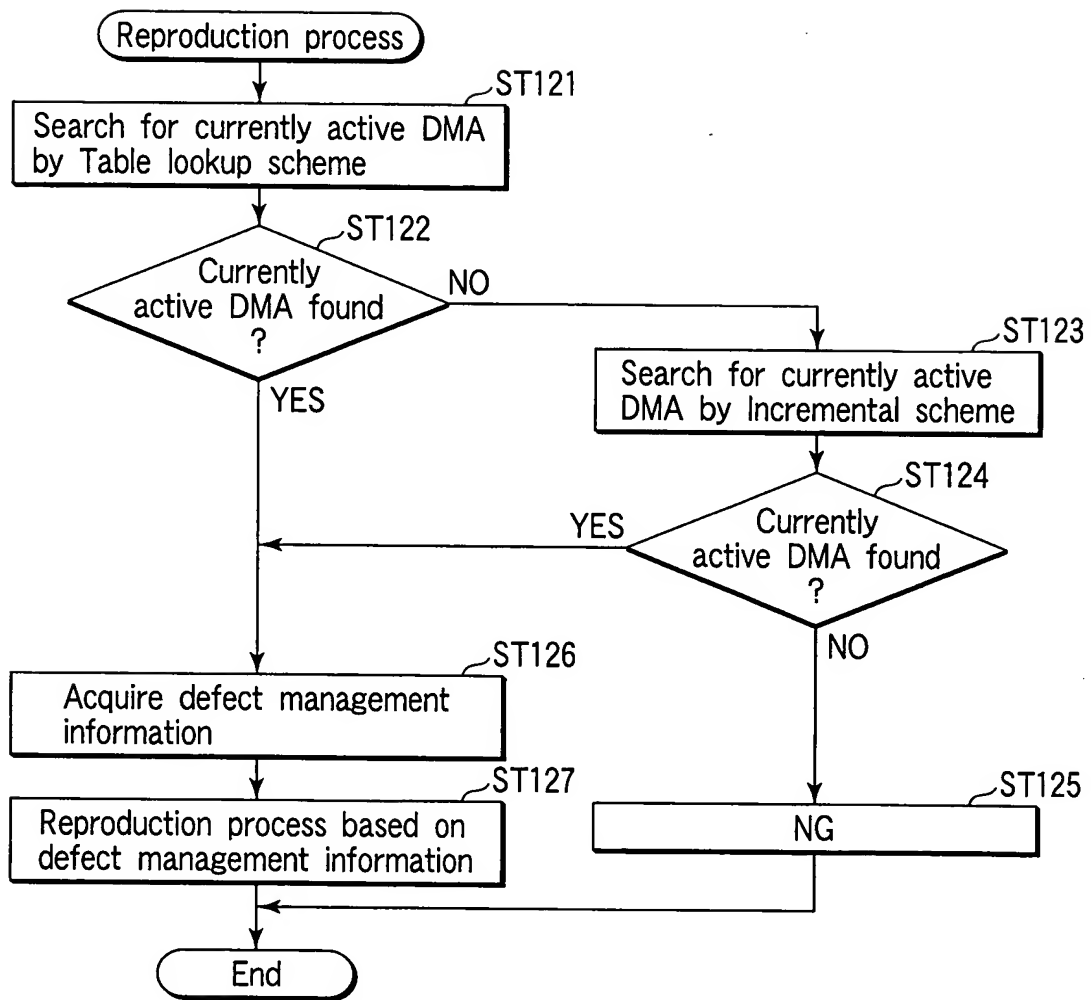 Reproduction process
ST121
Search for currently active DMA
by Table lookup scheme
ST122
Currently
active DMA found
?
NO
YES
ST123
Search for currently active
DMA by Incremental scheme
ST124
Currently
active DMA found
?
YES
NO
ST126
Acquire defect management
information
ST127
Reproduction process based on
defect management information
ST125
NG
End